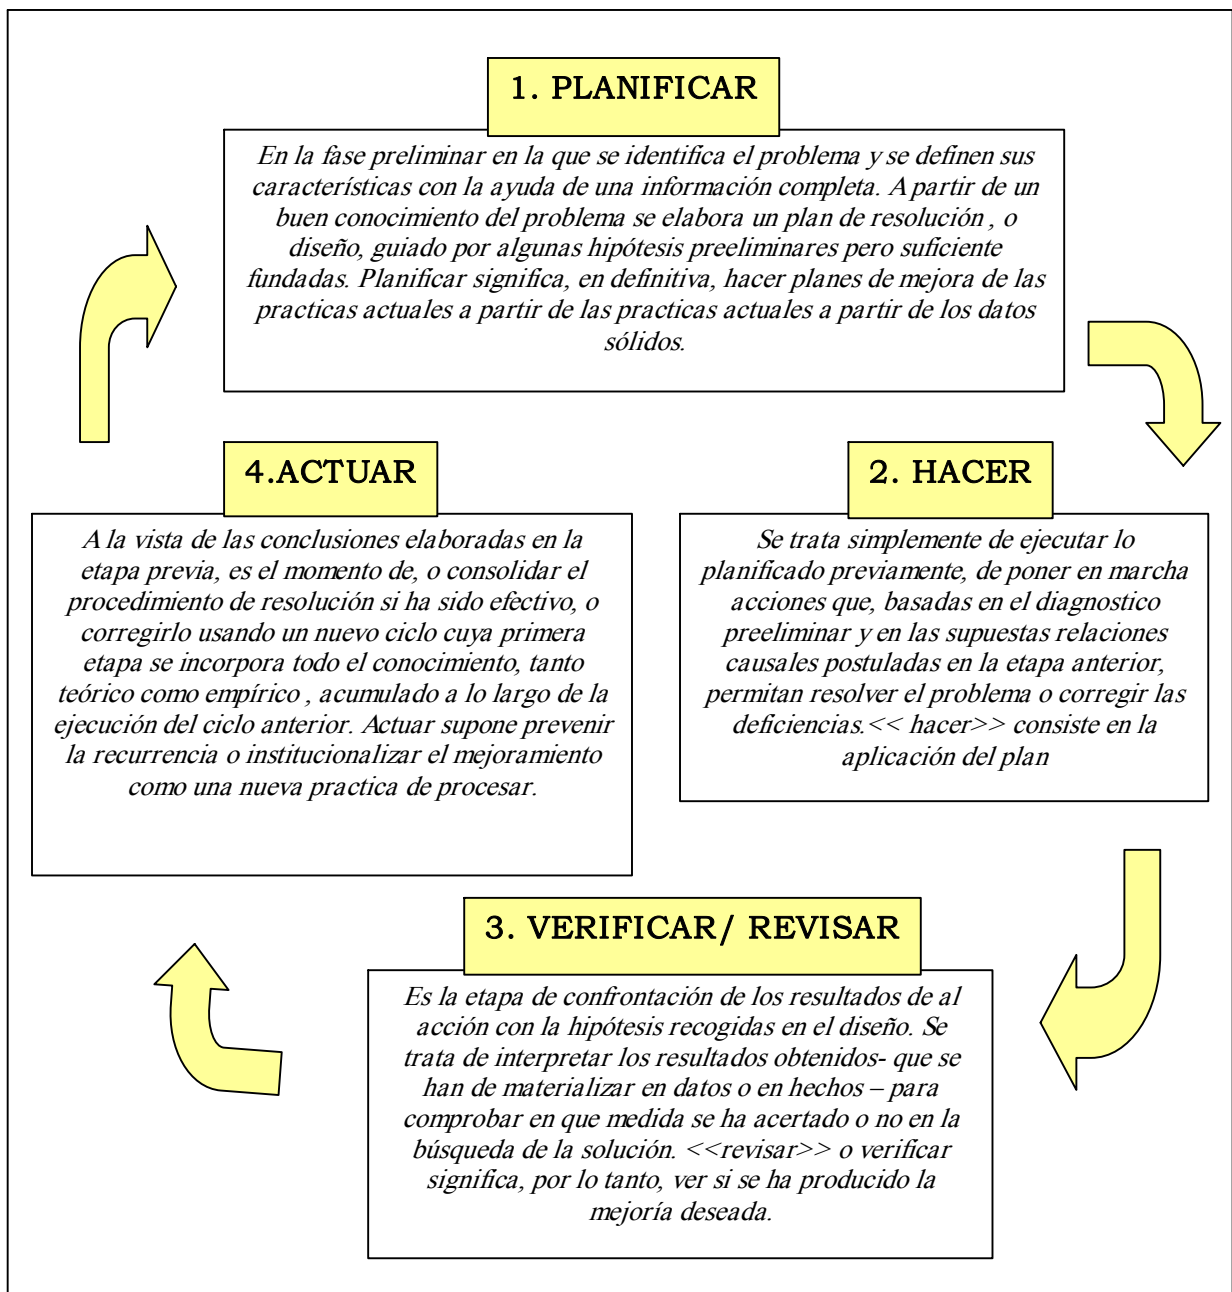 1. PLANIFICAR
En la fase preliminar en la que se identifica el problema y se definen sus
características con la ayuda de una información completa. A partir de un
buen conocimiento del problema se elabora un plan de resolución , o
diseño, guiado por algunas hipótesis preeliminares pero suficiente
fundadas. Planificar significa, en definitiva, hacer planes de mejora de las
practicas actuales a partir de las practicas actuales a partir de los datos
sólidos.
2. HACER
Se trata simplemente de ejecutar lo
planificado previamente, de poner en marcha
acciones que, basadas en el diagnostico
preeliminar y en las supuestas relaciones
causales postuladas en la etapa anterior,
permitan resolver el problema o corregir las
deficiencias.<< hacer>> consiste en la
aplicación del plan
3. VERIFICAR/ REVISAR
Es la etapa de confrontación de los resultados de al
acción con la hipótesis recogidas en el diseño. Se
trata de interpretar los resultados obtenidos- que se
han de materializar en datos o en hechos – para
comprobar en que medida se ha acertado o no en la
búsqueda de la solución. <<revisar>> o verificar
significa, por lo tanto, ver si se ha producido la
mejoría deseada.
4.ACTUAR
A la vista de las conclusiones elaboradas en la
etapa previa, es el momento de, o consolidar el
procedimiento de resolución si ha sido efectivo, o
corregirlo usando un nuevo ciclo cuya primera
etapa se incorpora todo el conocimiento, tanto
teórico como empírico , acumulado a lo largo de la
ejecución del ciclo anterior. Actuar supone prevenir
la recurrencia o institucionalizar el mejoramiento
como una nueva practica de procesar.